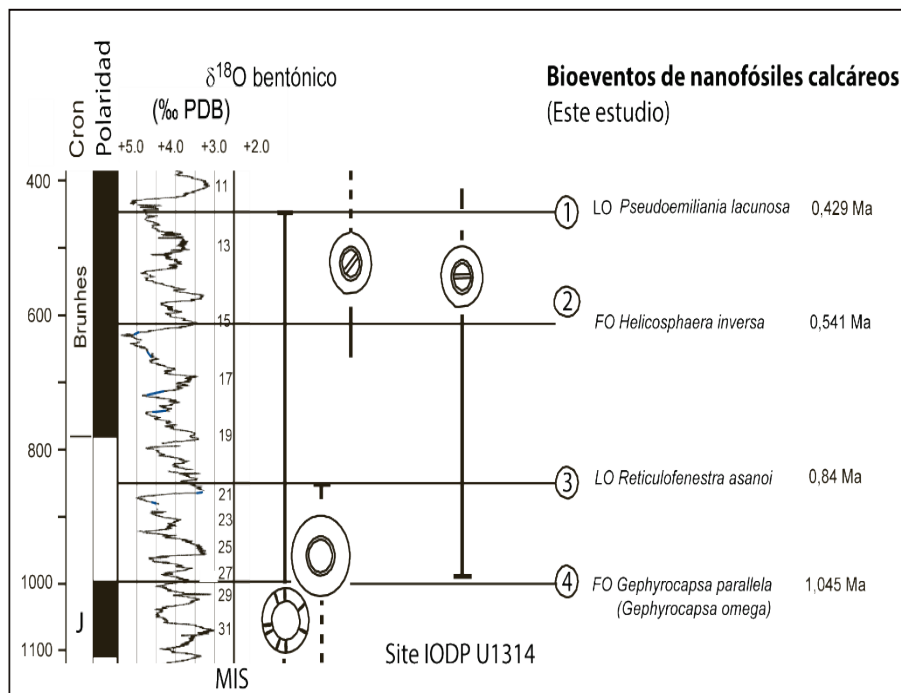 Cron
Polaridad
δ18O bentónico
(‰ PDB)
+5.0 +4.0 +3.0 +2.0
Bioeventos de nanofósiles calcáreos
(Este estudio)
400
600
800
1000
1100
Brunhes
J
11
13
15
17
19
21
23
25
27
29
31
MIS
1 LO Pseudoemiliania lacunosa 0,429 Ma
2
FO Helicosphaera inversa 0,541 Ma
3 LO Reticulofenestra asanoi 0,84 Ma
4 FO Gephyrocapsa parallela 1,045 Ma
(Gephyrocapsa omega)
Site IODP U1314